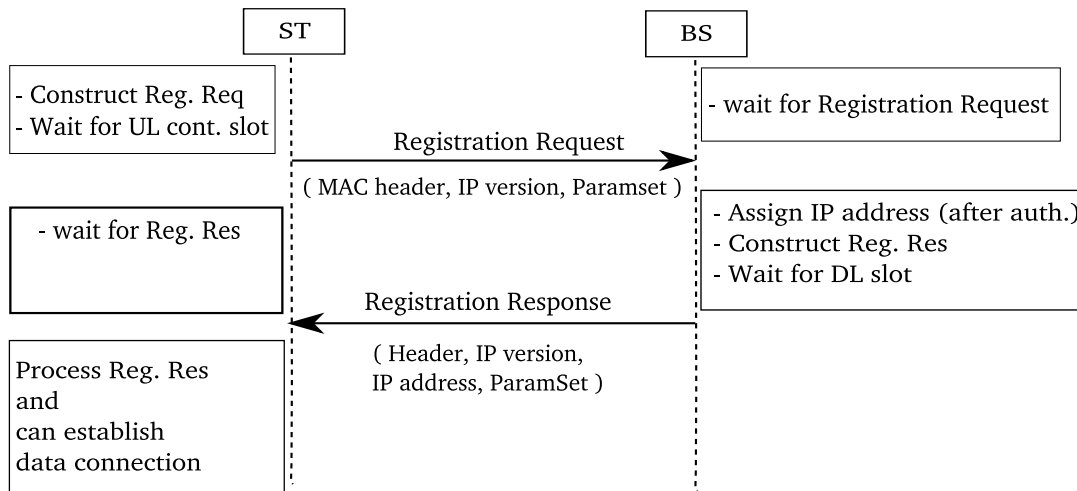 ST
BS
- Construct Reg. Req
- Wait for UL cont. slot
- wait for Registration Request
Registration Request
( MAC header, IP version, Paramset )
- wait for Reg. Res
- Assign IP address (after auth.)
- Construct Reg. Res
- Wait for DL slot
Registration Response
( Header, IP version,
IP address, ParamSet )
Process Reg. Res
and
can establish
data connection